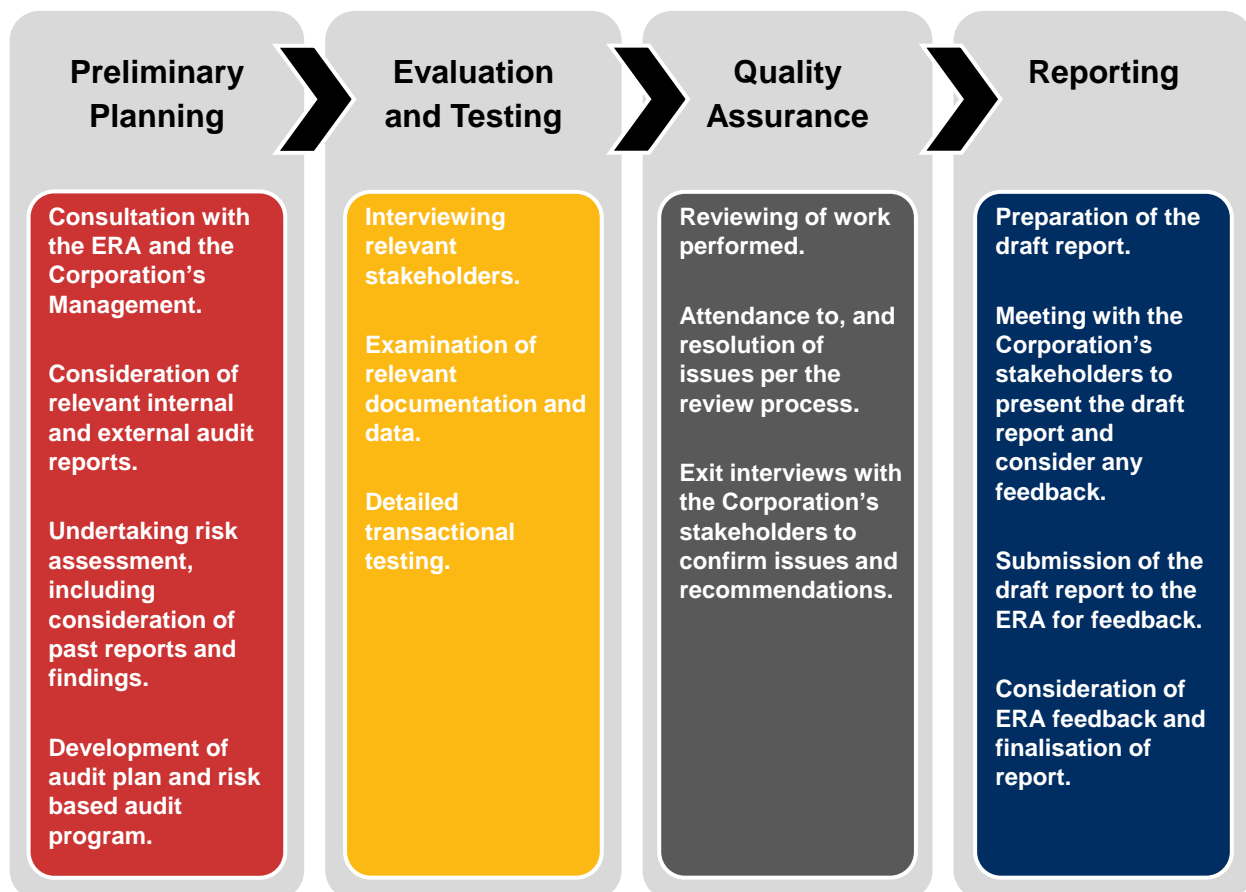 Preliminary
Planning
Consultation with
the ERA and the
Corporation’s
Management.
Consideration of
relevant internal
and external audit
reports.
Undertaking risk
assessment,
including
consideration of
past reports and
findings.
Development of
audit plan and risk
based audit
program.
Evaluation
and Testing
Interviewing
relevant
stakeholders.
Examination of
relevant
documentation and
data.
Detailed
transactional
testing.
Quality
Assurance
Reviewing of work
performed.
Attendance to, and
resolution of
issues per the
review process.
Exit interviews with
the Corporation’s
stakeholders to
confirm issues and
recommendations.
Reporting
Preparation of the
draft report.
Meeting with the
Corporation’s
stakeholders to
present the draft
report and
consider any
feedback.
Submission of the
draft report to the
ERA for feedback.
Consideration of
ERA feedback and
finalisation of
report.